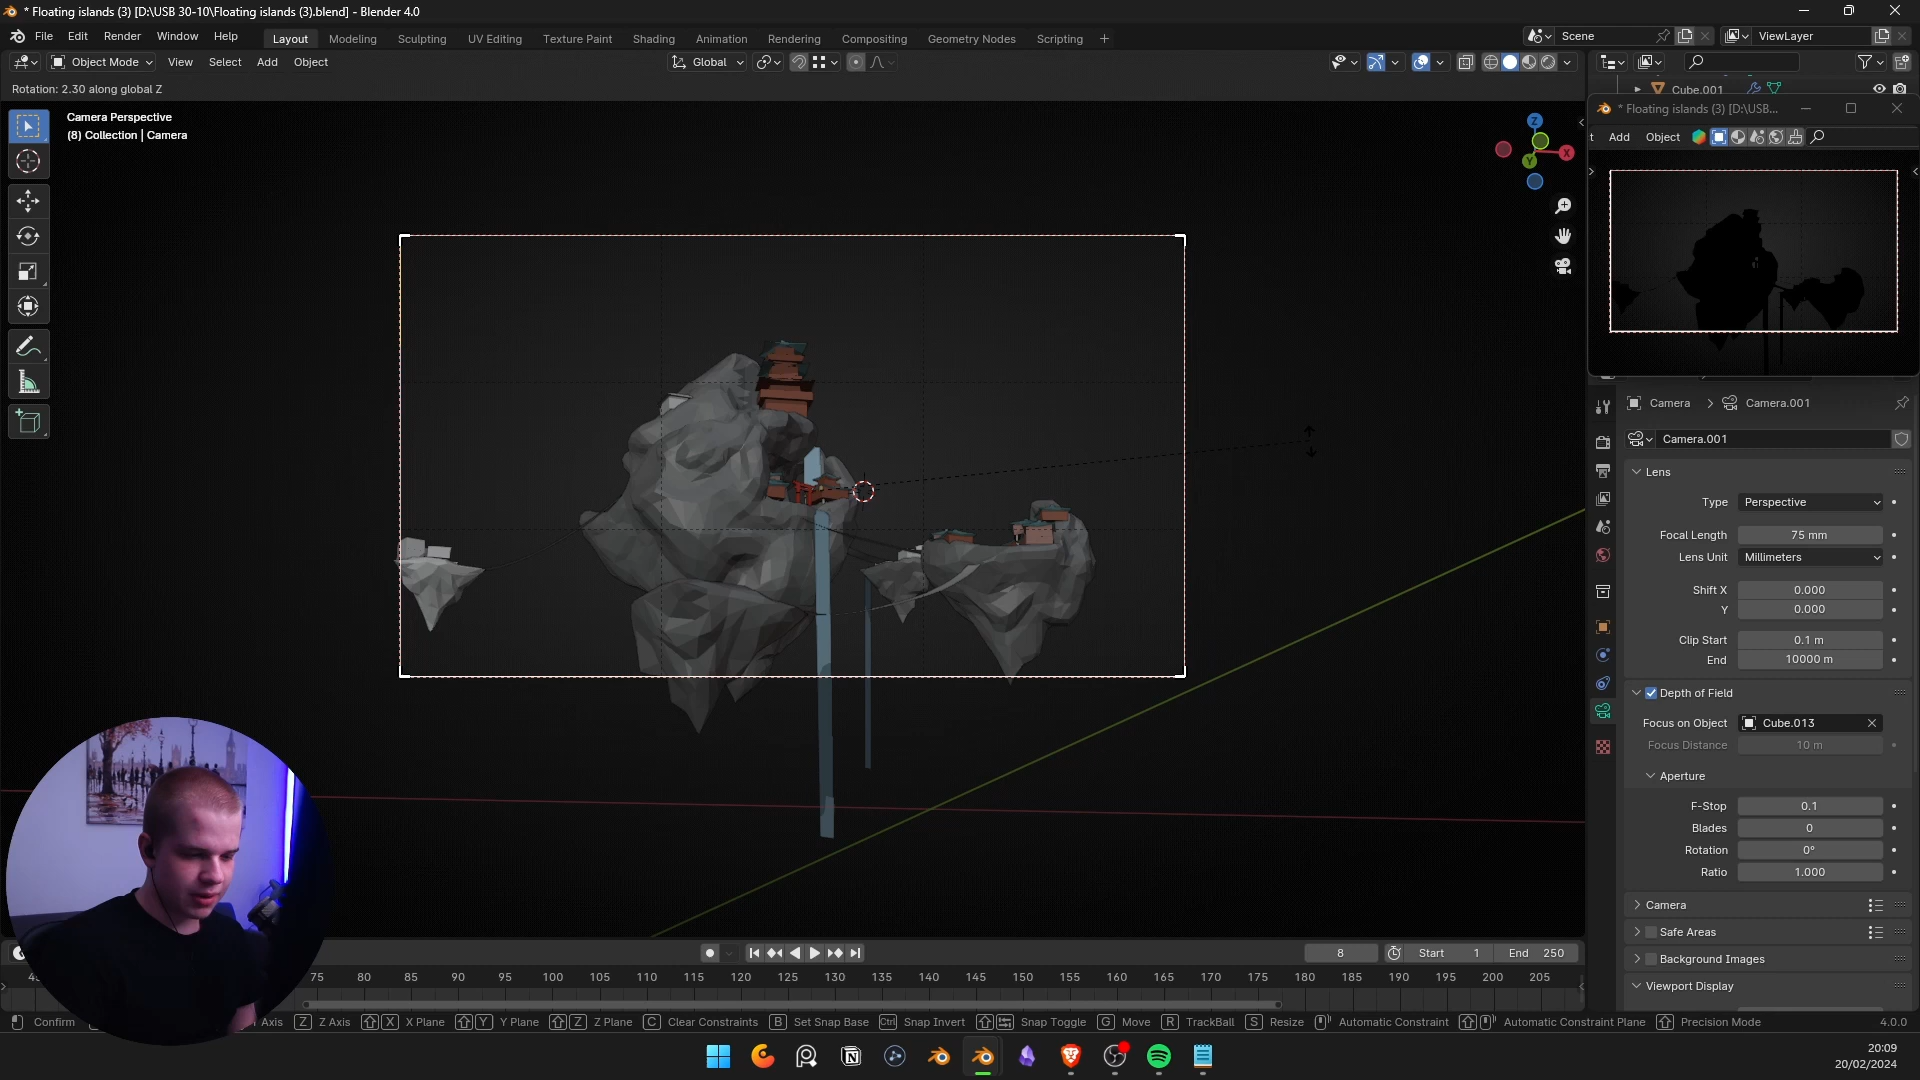 * Floating islands (3) [D:\USB 30-10\Floating islands (3).blend] - Blender 4.0
File Edit Render Window Help
Layout Modeling Sculpting UV Editing Texture Paint Shading Animation Rendering Compositing Geometry Nodes Scripting +
Scene
ViewLayer
Object Mode View Select Add Object
Global
Rotation: 2.30 along global Z
Camera Perspective
(8) Collection | Camera
Z
X
Y
Cube.001
* Floating islands (3) [D:\USB...
t Add Object
Camera > Camera.001
Camera.001
Lens
Type Perspective
Focal Length 75 mm
Lens Unit Millimeters
Shift X 0.000
Y 0.000
Clip Start 0.1 m
End 10000 m
Depth of Field
Focus on Object Cube.013
Focus Distance 10 m
Aperture
F-Stop 0.1
Blades 0
Rotation 0°
Ratio 1.000
Camera
Safe Areas
Background Images
Viewport Display
8 Start 1 End 250
75 80 85 90 95 100 105 110 115 120 125 130 135 140 145 150 155 160 165 170 175 180 185 190 195 200 205
Confirm Axis Z Z Axis X X Plane Y Y Plane Z Z Plane C Clear Constraints B Set Snap Base Ctrl Snap Invert Snap Toggle G Move R TrackBall S Resize Automatic Constraint Automatic Constraint Plane Precision Mode 4.0.0
20:09
20/02/2024